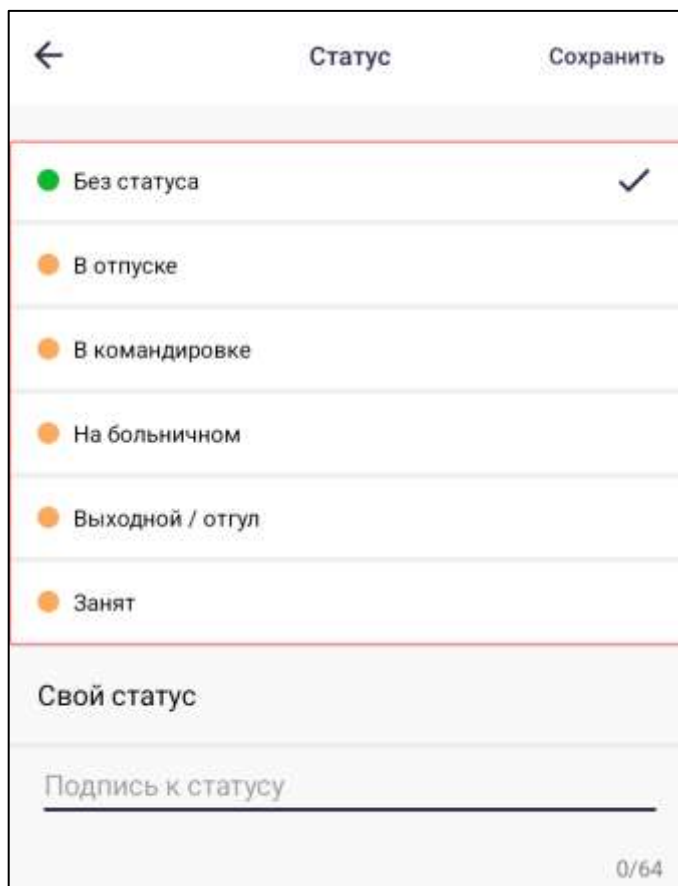 Статус Сохранить
Без статуса
В отпуске
В командировке
На больничном
Выходной / отгул
Занят
Свой статус
Подпись к статусу
0/64